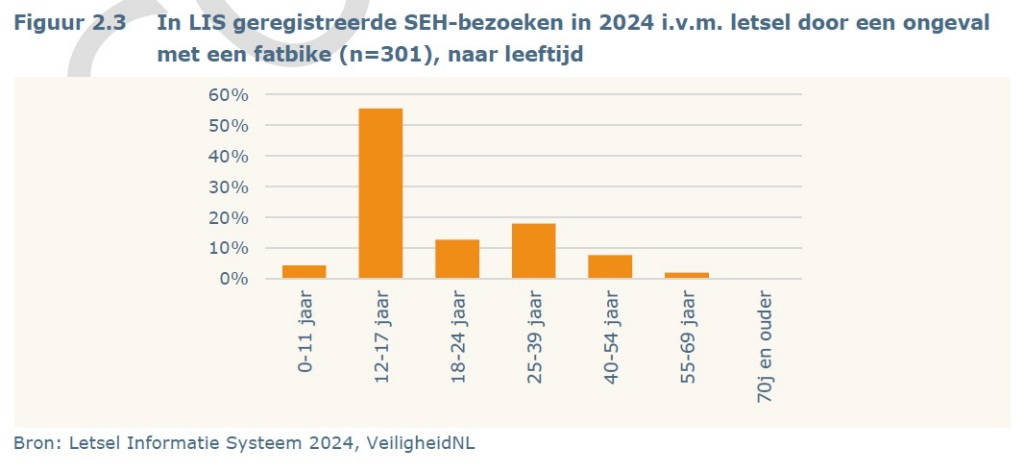 Figuur 2.3 In LIS geregistreerde SEH-bezoeken in 2024 i.v.m. letsel door een ongeval
met een fatbike (n=301), naar leeftijd
60%
50%
40%
30%
20%
10%
0%
0-11 jaar
12-17 jaar
18-24 jaar
25-39 jaar
40-54 jaar
55-69 jaar
70j en ouder
Bron: Letsel Informatie Systeem 2024, VeiligheidNL